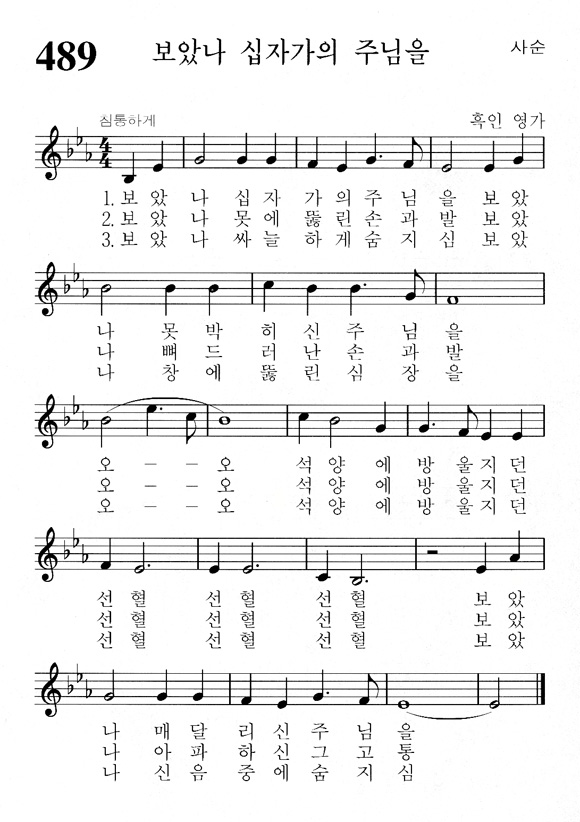 489 보았나 십자가의 주님을 사순
침통하게 흑인 영가
1. 보 았 나 십 자 가 의 주 님 을 보 았
2. 보 았 나 못 에 뚫 린 손 과 발 보 았
3. 보 았 나 싸 늘 하 게 숨 지 심 보 았
나 못 박 히 신 주 님 을
나 뼈 드 러 난 손 과 발
나 창 에 뚫 린 심 장 을
오 - - 오 석 양 에 방 울 지 던
오 - - 오 석 양 에 방 울 지 던
오 - - 오 석 양 에 방 울 지 던
선 혈 선 혈 선 혈 보 았
선 혈 선 혈 선 혈 보 았
선 혈 선 혈 선 혈 보 았
나 매 달 리 신 주 님 을
나 아 파 하 신 그 고 통
나 신 음 중 에 숨 지 심